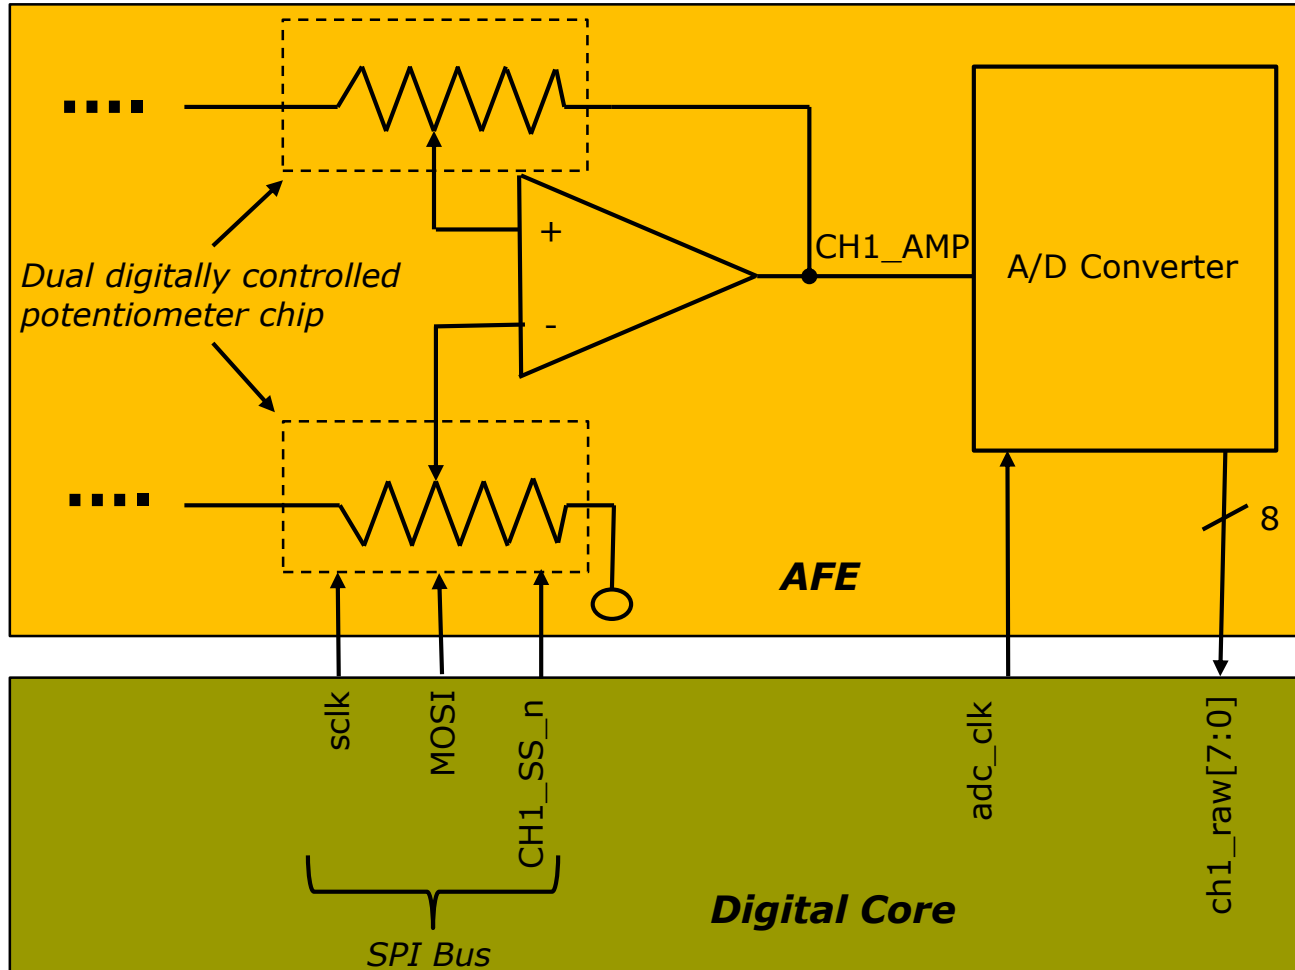 +
CH1_AMP
A/D Converter
Dual digitally controlled
potentiometer chip
-
8
AFE
sclk
MOSI
CH1_SS_n
adc_clk
ch1_raw[7:0]
Digital Core
SPI Bus